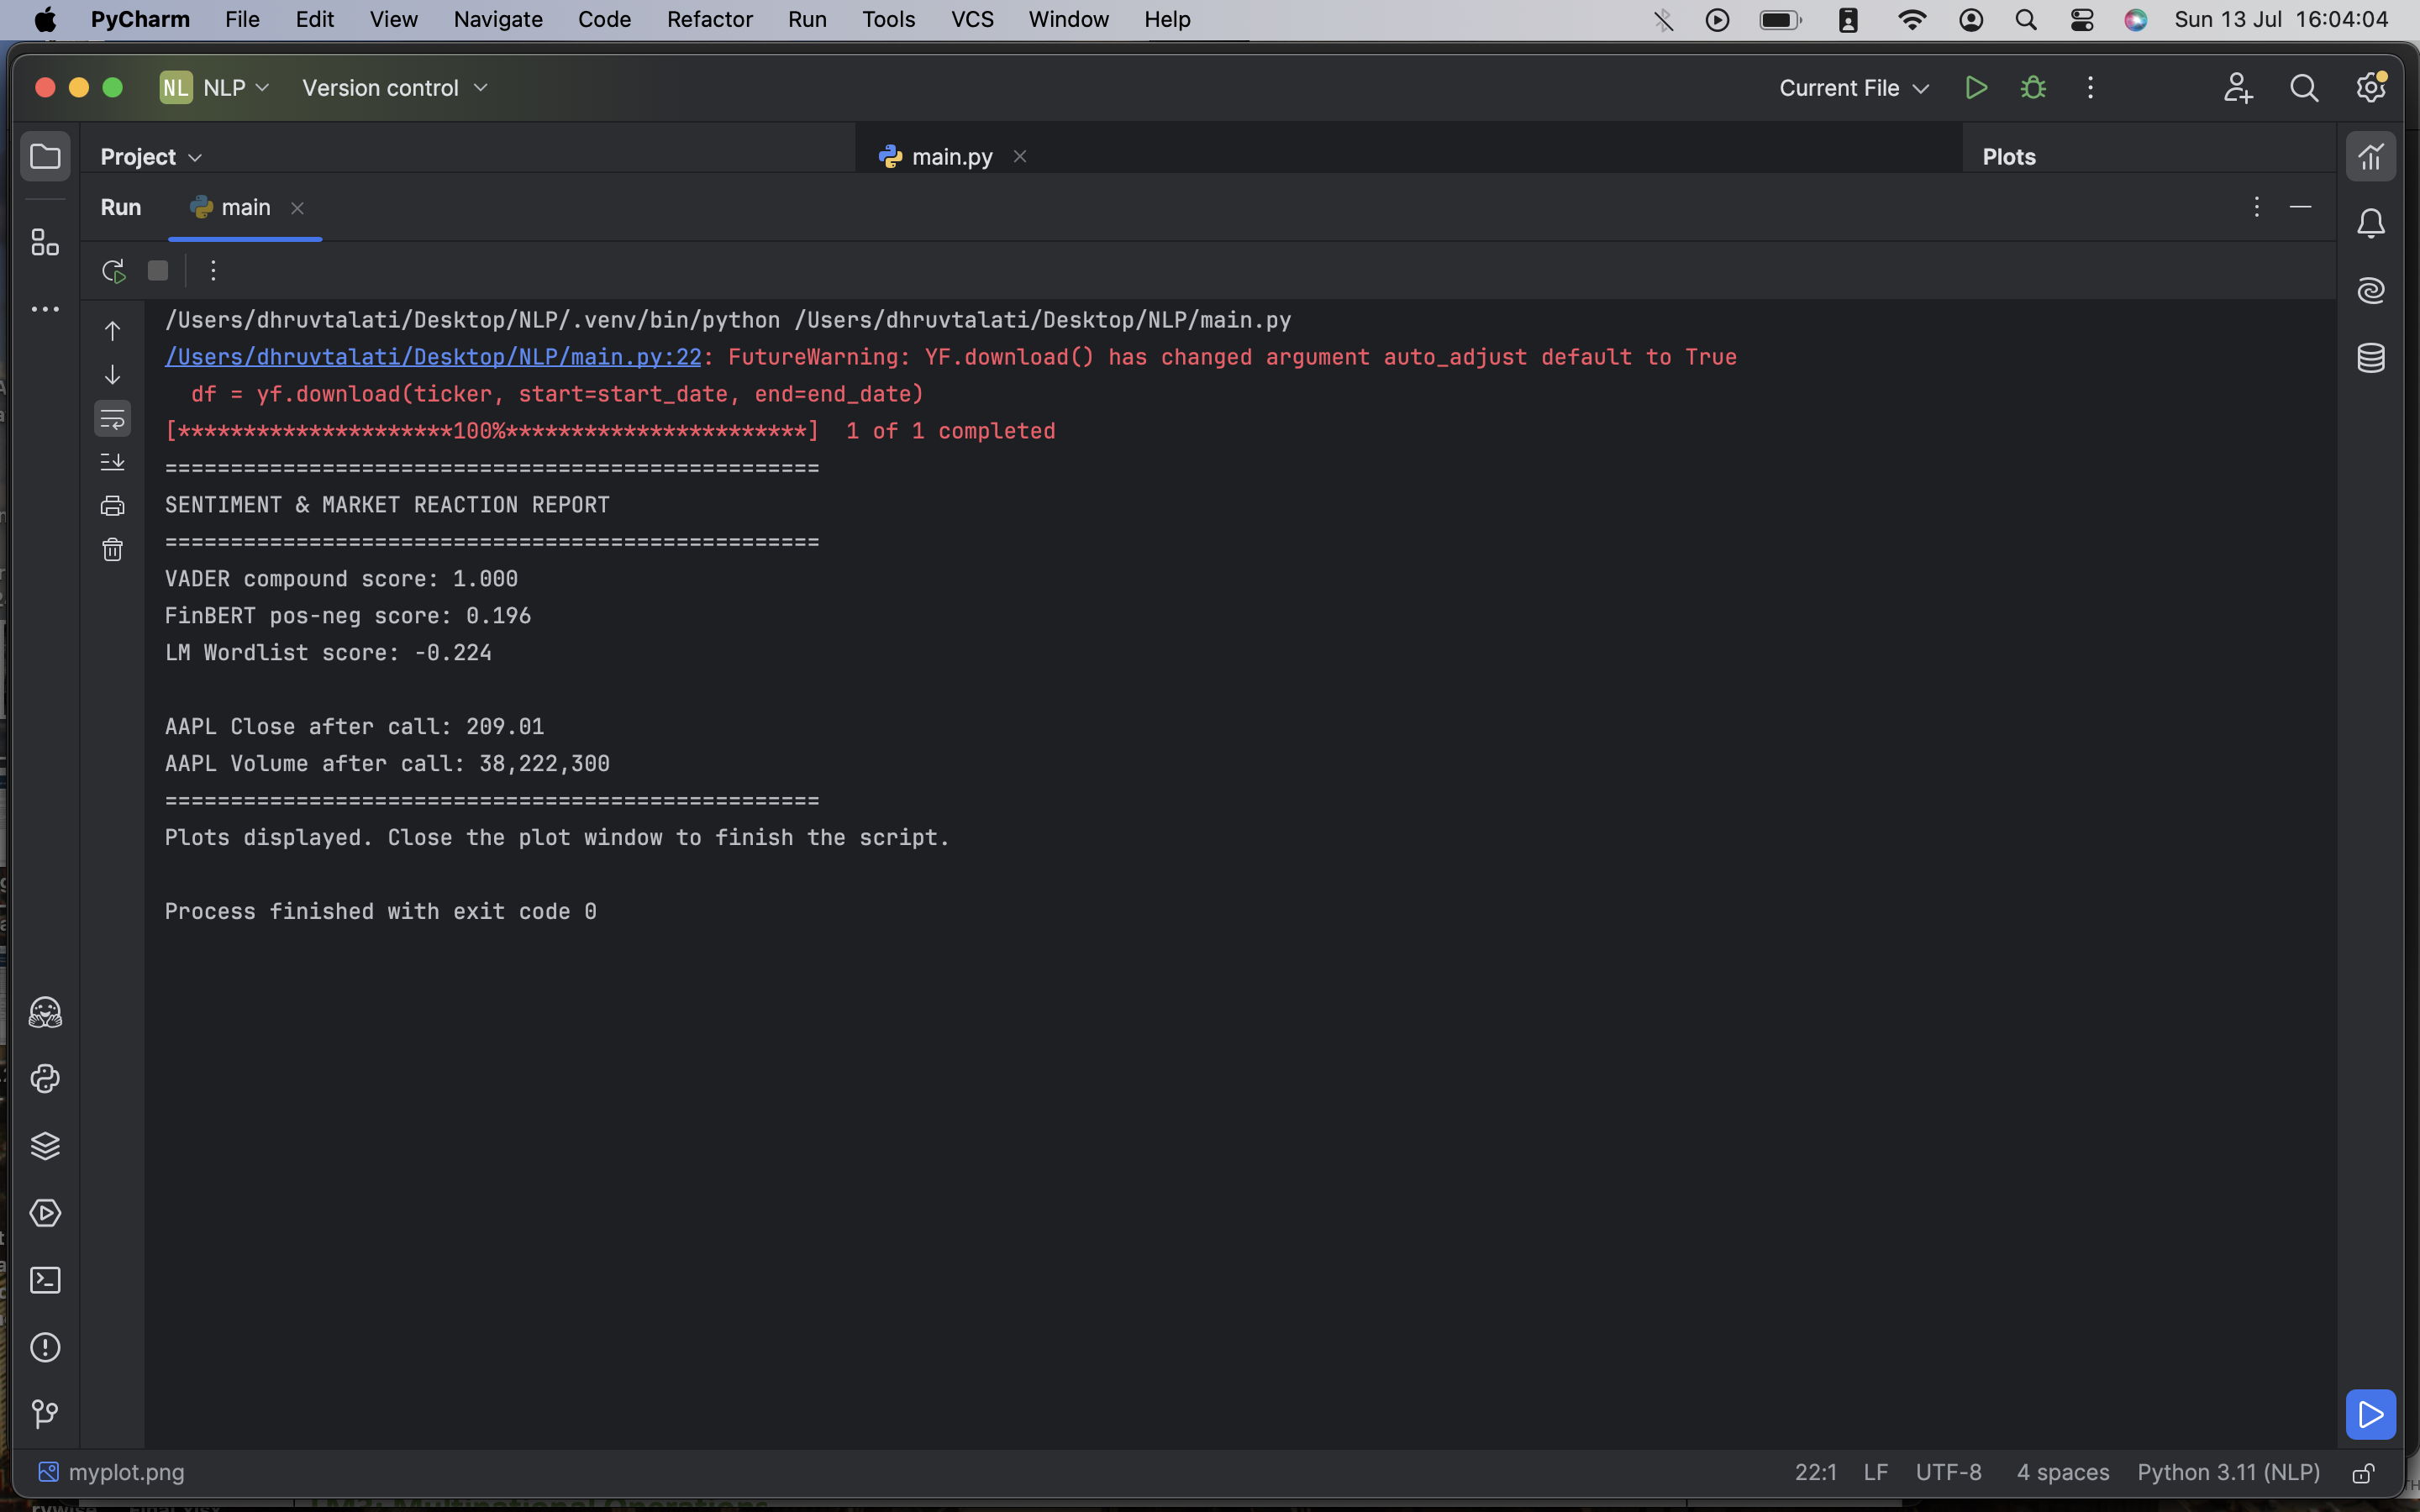 PyCharm File Edit View Navigate Code Refactor Run Tools VCS Window Help Sun 13 Jul 16:04:04
NL NLP Version control Current File
Project main.py Plots
Run main
/Users/dhruvtalati/Desktop/NLP/.venv/bin/python /Users/dhruvtalati/Desktop/NLP/main.py
/Users/dhruvtalati/Desktop/NLP/main.py:22: FutureWarning: YF.download() has changed argument auto_adjust default to True
df = yf.download(ticker, start=start_date, end=end_date)
[*********************100%***********************]  1 of 1 completed
==================================================
SENTIMENT & MARKET REACTION REPORT
==================================================
VADER compound score: 1.000
FinBERT pos-neg score: 0.196
LM Wordlist score: -0.224
AAPL Close after call: 209.01
AAPL Volume after call: 38,222,300
==================================================
Plots displayed. Close the plot window to finish the script.
Process finished with exit code 0
myplot.png 22:1 LF UTF-8 4 spaces Python 3.11 (NLP)